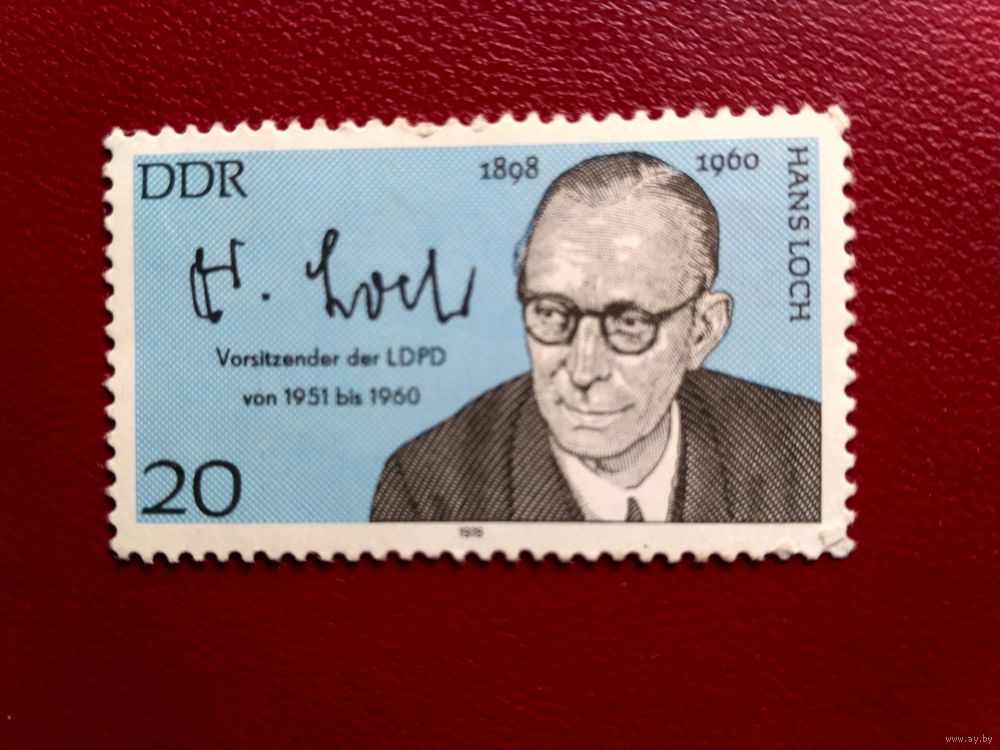 DDR
1898 1960
HANS LOCH
H. Loch
Vorsitzender der LDPD
von 1951 bis 1960
20
1978
www.ay.by